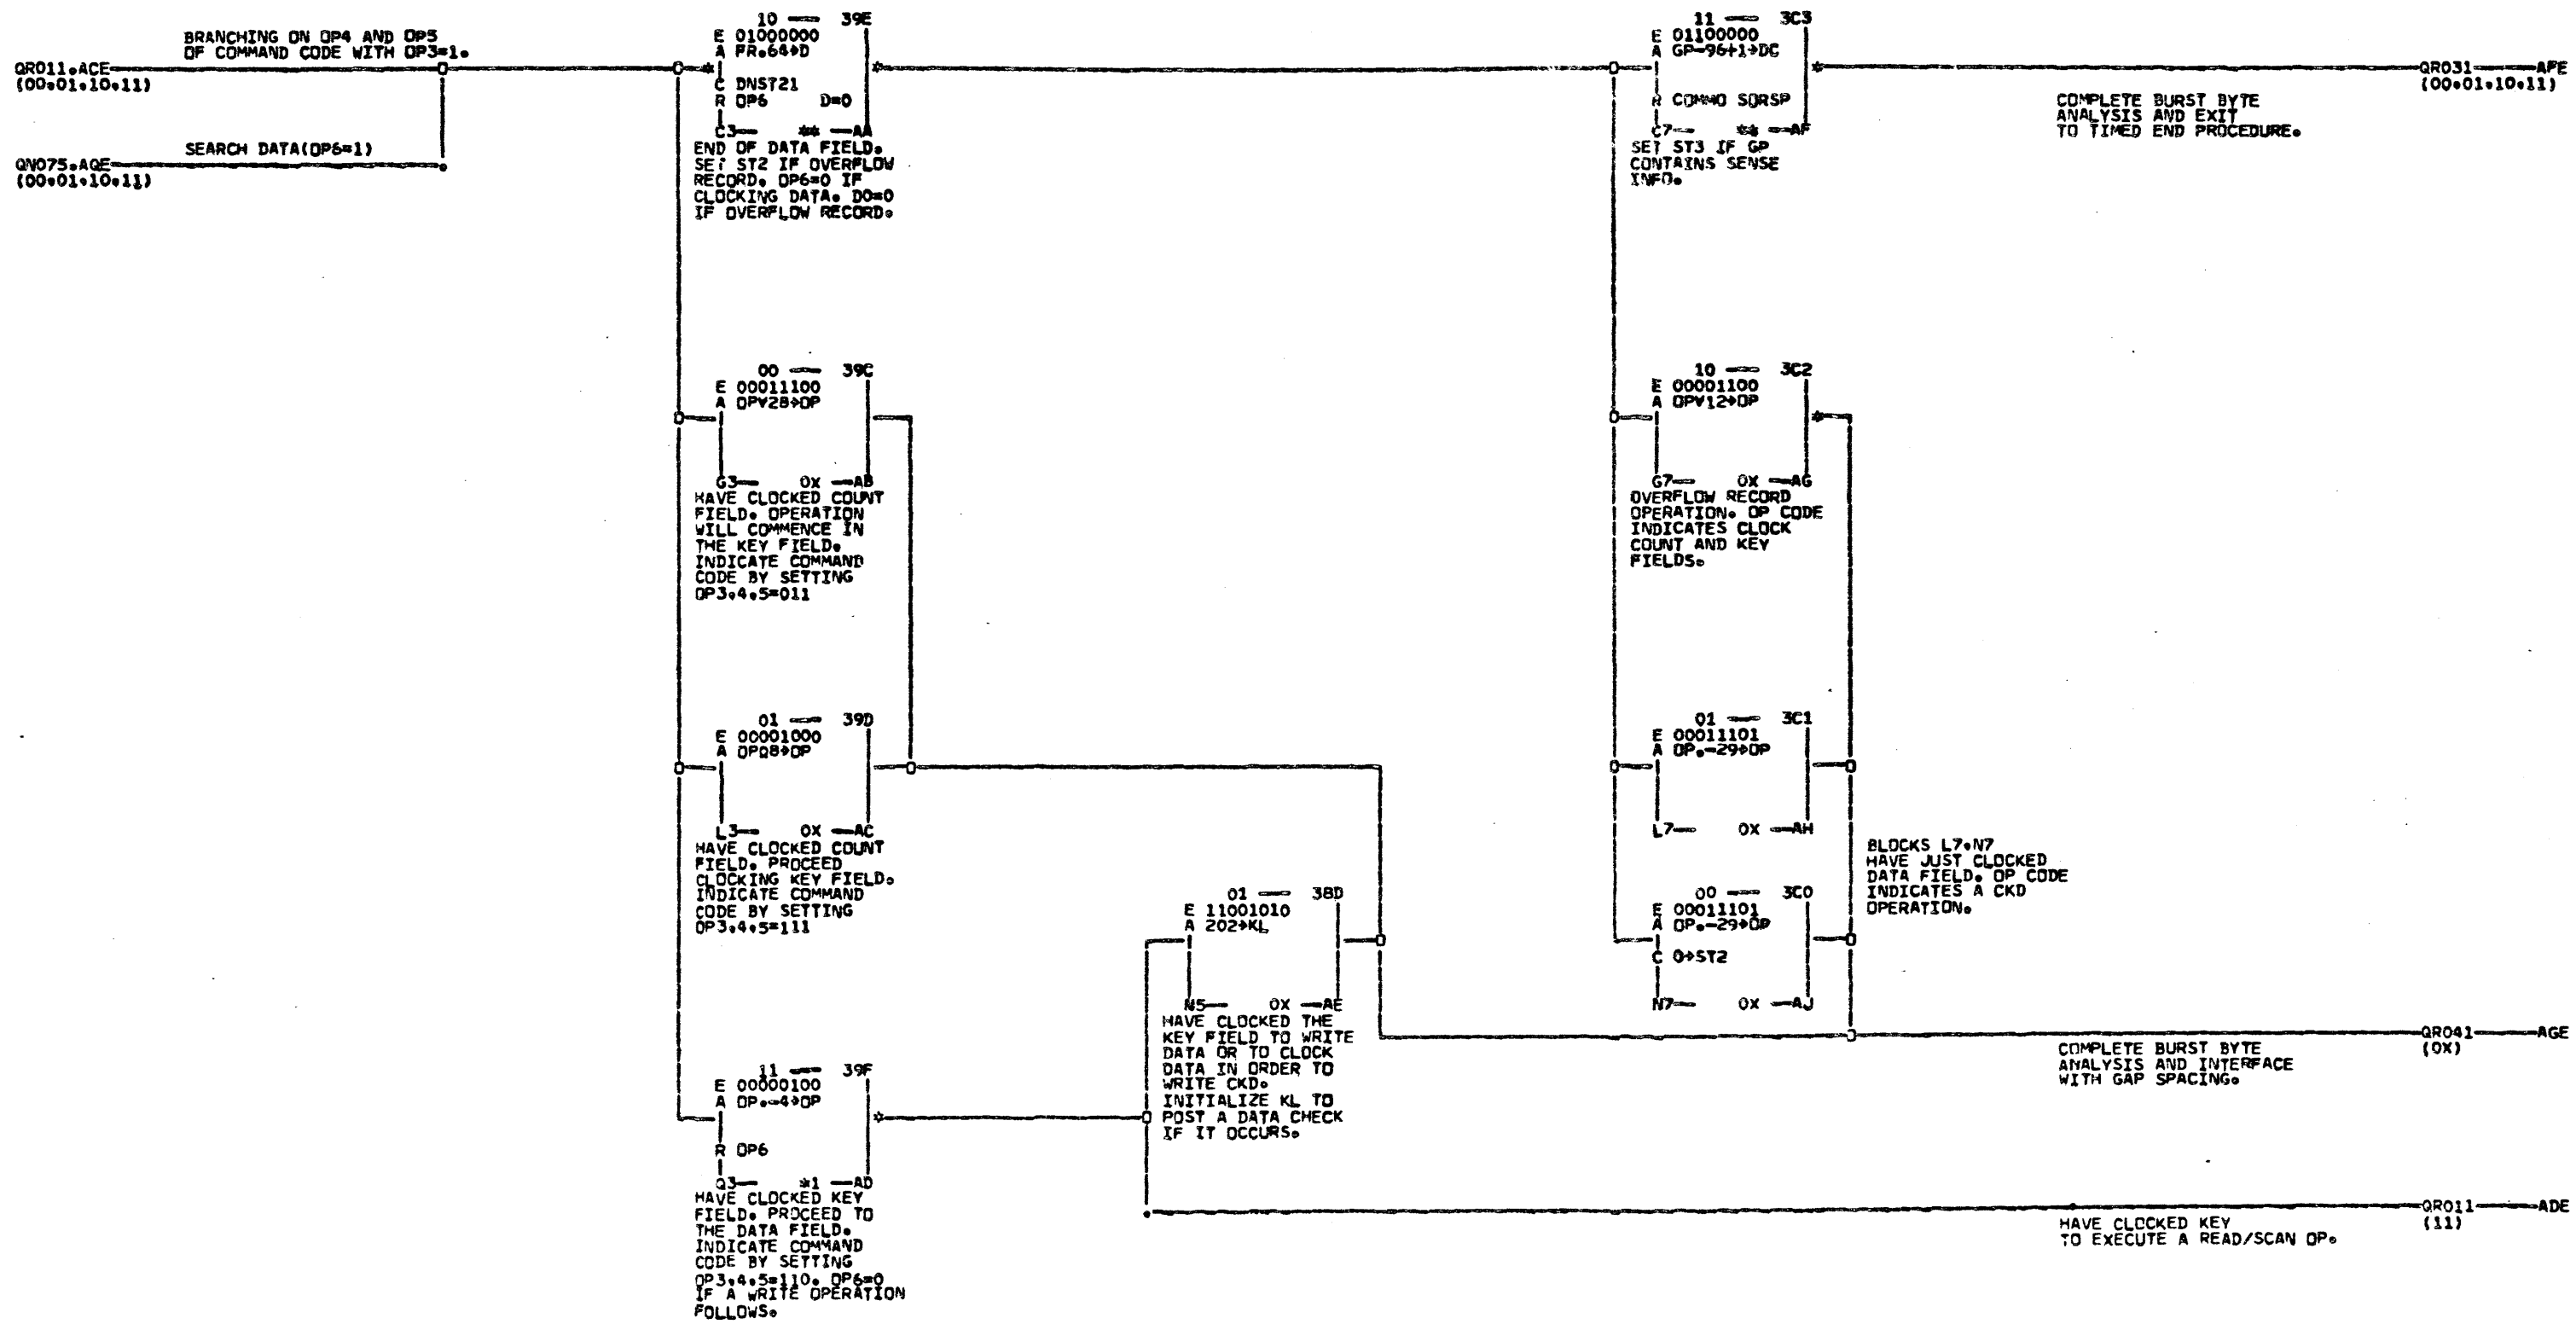 BRANCHING ON OP4 AND OP5
OF COMMAND CODE WITH OP3=1.
QR011.ACE
(00.01.10.11)
SEARCH DATA(OP6=1)
QN075.AQE
(00.01.10.11)
10 — 39E
E 01000000
A FR.64→D
C DNST21
R OP6 D=0
C3— ** —AA
END OF DATA FIELD.
SET ST2 IF OVERFLOW
RECORD. OP6=0 IF
CLOCKING DATA. D0=0
IF OVERFLOW RECORD.
00 — 39C
E 00011100
A OP∀28→OP
G3— 0X —AB
HAVE CLOCKED COUNT
FIELD. OPERATION
WILL COMMENCE IN
THE KEY FIELD.
INDICATE COMMAND
CODE BY SETTING
OP3.4.5=011
01 — 39D
E 00001000
A OPΩ8→OP
L3— 0X —AC
HAVE CLOCKED COUNT
FIELD. PROCEED
CLOCKING KEY FIELD.
INDICATE COMMAND
CODE BY SETTING
OP3.4.5=111
11 — 39F
E 00000100
A OP.-4→OP
R OP6
Q3— *1 —AD
HAVE CLOCKED KEY
FIELD. PROCEED TO
THE DATA FIELD.
INDICATE COMMAND
CODE BY SETTING
OP3.4.5=110. OP6=0
IF A WRITE OPERATION
FOLLOWS.
01 — 38D
E 11001010
A 202→KL
N5— 0X —AE
HAVE CLOCKED THE
KEY FIELD TO WRITE
DATA OR TO CLOCK
DATA IN ORDER TO
WRITE CKD.
INITIALIZE KL TO
POST A DATA CHECK
IF IT OCCURS.
11 — 3C3
E 01100000
A GP-96+1→DC
R COMMO SORSP
C7— ** —AF
SET ST3 IF GP
CONTAINS SENSE
INFO.
10 — 3C2
E 00001100
A OP∀12→OP
G7— 0X —AG
OVERFLOW RECORD
OPERATION. OP CODE
INDICATES CLOCK
COUNT AND KEY
FIELDS.
01 — 3C1
E 00011101
A OP.-29→OP
L7— 0X —AH
00 — 3C0
E 00011101
A OP.-29→OP
C 0→ST2
N7— 0X —AJ
BLOCKS L7.N7
HAVE JUST CLOCKED
DATA FIELD. OP CODE
INDICATES A CKD
OPERATION.
QR031 — AFE
(00.01.10.11)
COMPLETE BURST BYTE
ANALYSIS AND EXIT
TO TIMED END PROCEDURE.
QR041 — AGE
(0X)
COMPLETE BURST BYTE
ANALYSIS AND INTERFACE
WITH GAP SPACING.
QR011 — ADE
(11)
HAVE CLOCKED KEY
TO EXECUTE A READ/SCAN OP.